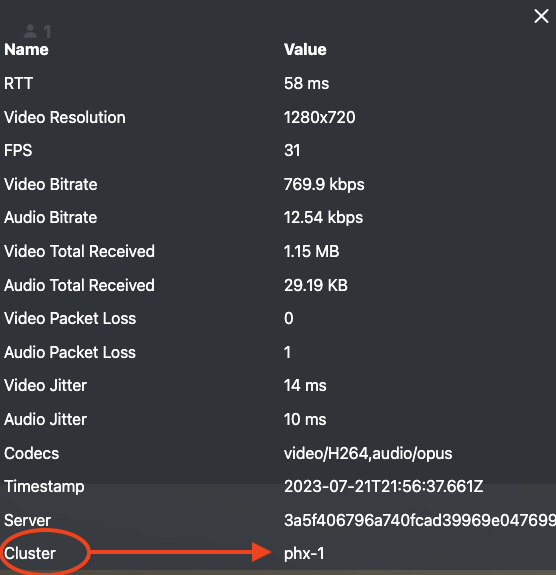 1
Name Value
RTT 58 ms
Video Resolution 1280x720
FPS 31
Video Bitrate 769.9 kbps
Audio Bitrate 12.54 kbps
Video Total Received 1.15 MB
Audio Total Received 29.19 KB
Video Packet Loss 0
Audio Packet Loss 1
Video Jitter 14 ms
Audio Jitter 10 ms
Codecs video/H264,audio/opus
Timestamp 2023-07-21T21:56:37.661Z
Server 3a5f406796a740fcad39969e047699
Cluster phx-1